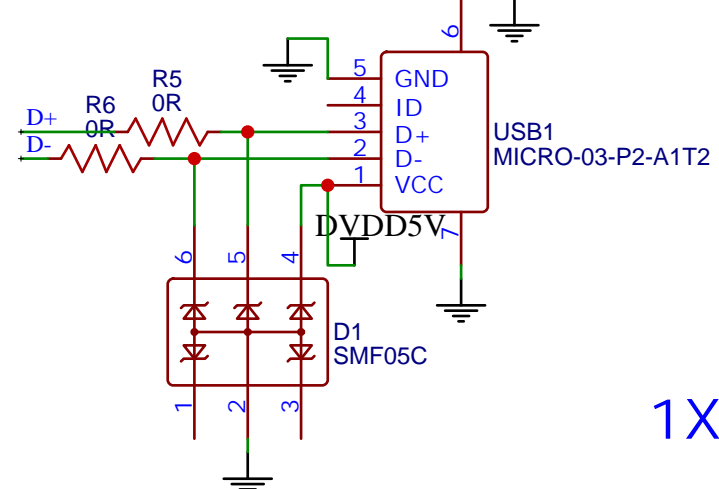 6
R5
0R
R6
0R
D+
D-
5 GND
4 ID
3 D+
2 D-
1 VCC
USB1
MICRO-03-P2-A1T2
DVDD5V
7
6 5 4
D1
SMF05C
1 2 3
1X